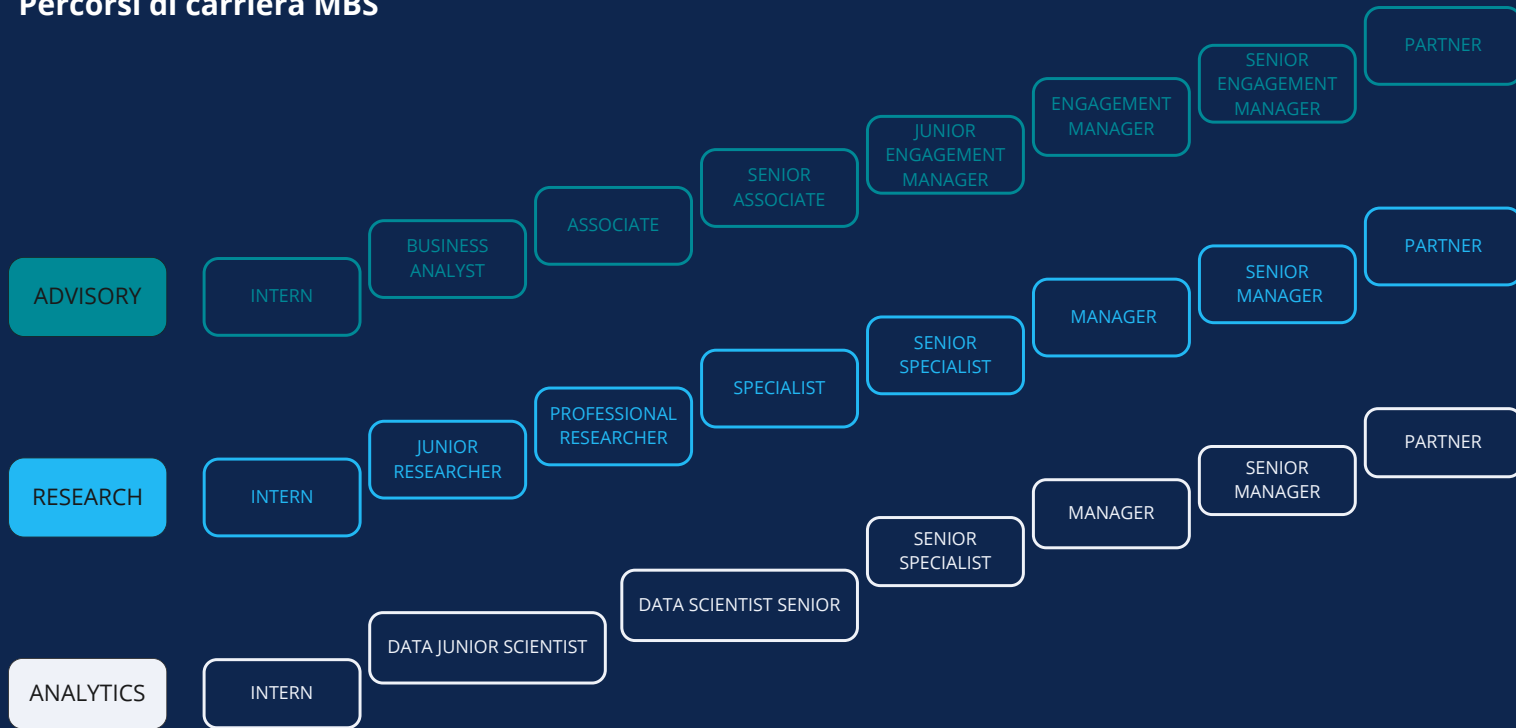 Percorsi di carriera MBS
ADVISORY
INTERN
BUSINESS
ANALYST
ASSOCIATE
SENIOR
ASSOCIATE
JUNIOR
ENGAGEMENT
MANAGER
ENGAGEMENT
MANAGER
SENIOR
ENGAGEMENT
MANAGER
PARTNER
RESEARCH
INTERN
JUNIOR
RESEARCHER
PROFESSIONAL
RESEARCHER
SPECIALIST
SENIOR
SPECIALIST
MANAGER
SENIOR
MANAGER
PARTNER
ANALYTICS
INTERN
DATA JUNIOR SCIENTIST
DATA SCIENTIST SENIOR
SENIOR
SPECIALIST
MANAGER
SENIOR
MANAGER
PARTNER